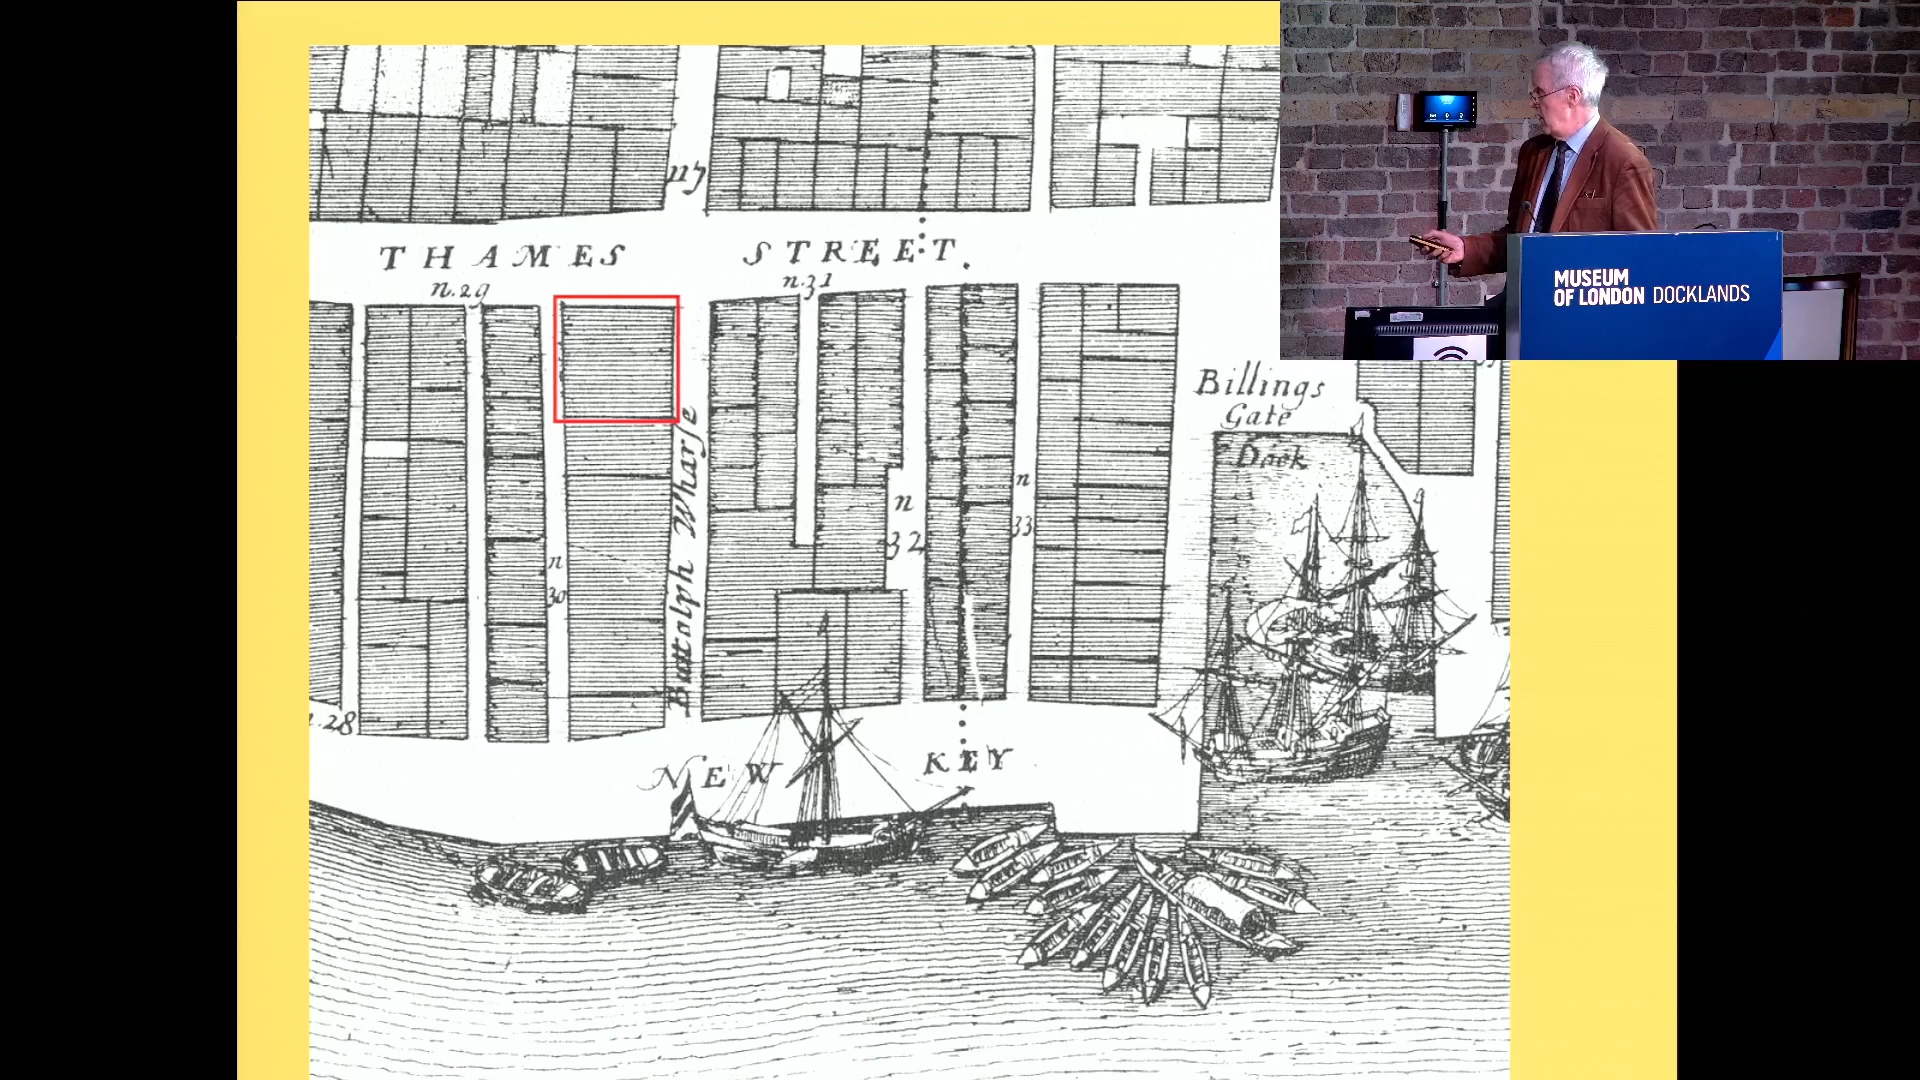 117
THAMES STREET.
n.29
n.31
Billings
Gate
Dock
n
32
n
33
n
30
Buttolph Wharfe
.28
NEW KEY
MUSEUM
OF LONDON DOCKLANDS